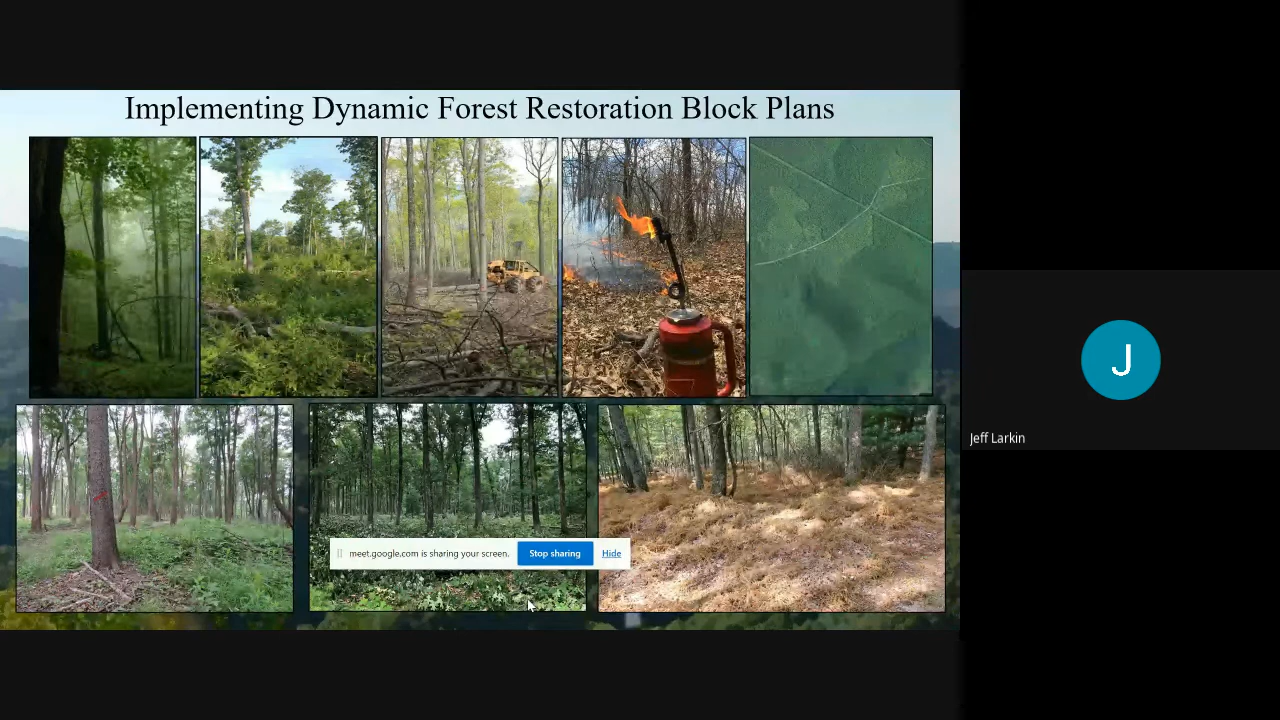 Implementing Dynamic Forest Restoration Block Plans
meet.google.com is sharing your screen.
Stop sharing
Hide
J
Jeff Larkin